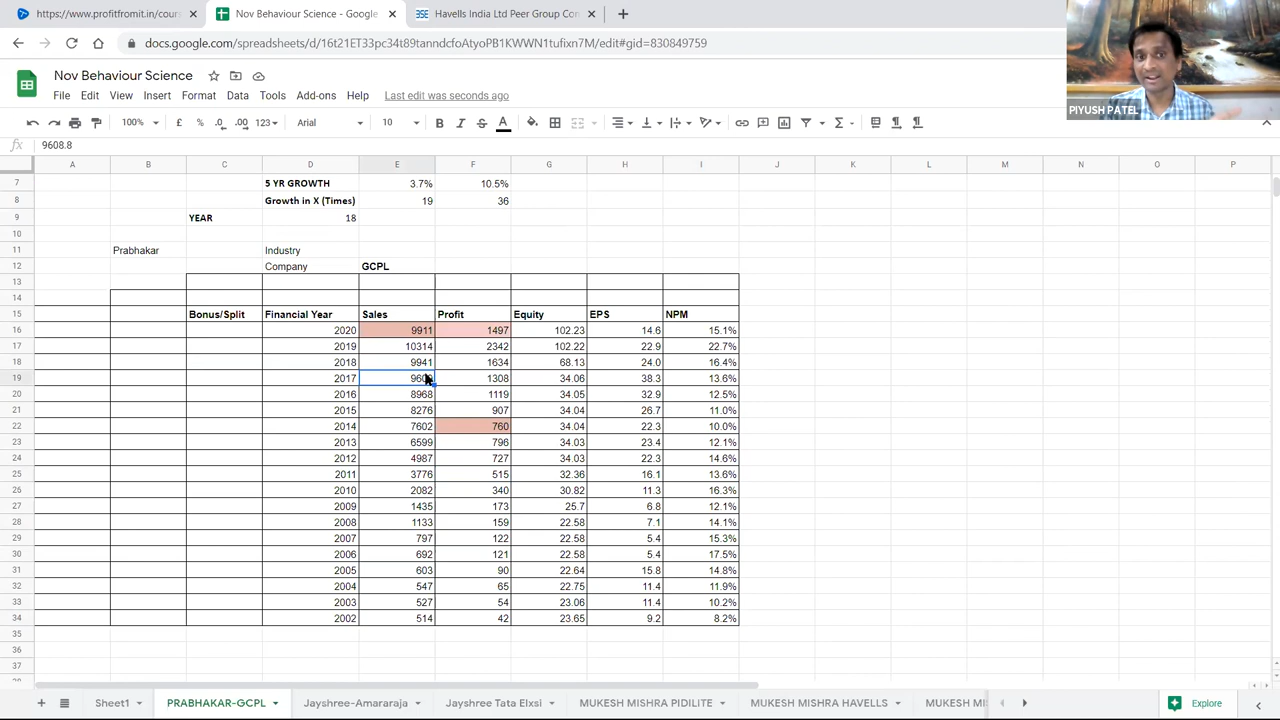 https://www.profitfromit.in/cour
Nov Behaviour Science - Google
Havells India Ltd Peer Group Con
docs.google.com/spreadsheets/d/16t21ET33pc34t89tanndcfoAtyoPB1KWWN1tufixn7M/edit#gid=830849759
Nov Behaviour Science
File Edit View Insert Format Data Tools Add-ons Help Last edit was seconds ago
PIYUSH PATEL
100% £ % .0 .00 123 Arial 10 B I S A
fx 9608.8
A B C D E F G H I J K L M N O P
7 5 YR GROWTH 3.7% 10.5%
8 Growth in X (Times) 19 36
9 YEAR 18
10
11 Prabhakar Industry
12 Company GCPL
13
14
15 Bonus/Split Financial Year Sales Profit Equity EPS NPM
16 2020 9911 1497 102.23 14.6 15.1%
17 2019 10314 2342 102.22 22.9 22.7%
18 2018 9941 1634 68.13 24.0 16.4%
19 2017 1308 34.06 38.3 13.6%
20 2016 8968 1119 34.05 32.9 12.5%
21 2015 8276 907 34.04 26.7 11.0%
22 2014 7602 760 34.04 22.3 10.0%
23 2013 6599 796 34.03 23.4 12.1%
24 2012 4987 727 34.03 22.3 14.6%
25 2011 3776 515 32.36 16.1 13.6%
26 2010 2082 340 30.82 11.3 16.3%
27 2009 1435 173 25.7 6.8 12.1%
28 2008 1133 159 22.58 7.1 14.1%
29 2007 797 122 22.58 5.4 15.3%
30 2006 692 121 22.58 5.4 17.5%
31 2005 603 90 22.64 15.8 14.8%
32 2004 547 65 22.75 11.4 11.9%
33 2003 527 54 23.06 11.4 10.2%
34 2002 514 42 23.65 9.2 8.2%
35
36
37
Sheet1 PRABHAKAR-GCPL Jayshree-Amararaja Jayshree Tata Elxsi MUKESH MISHRA PIDILITE MUKESH MISHRA HAVELLS MUKESH MI Explore